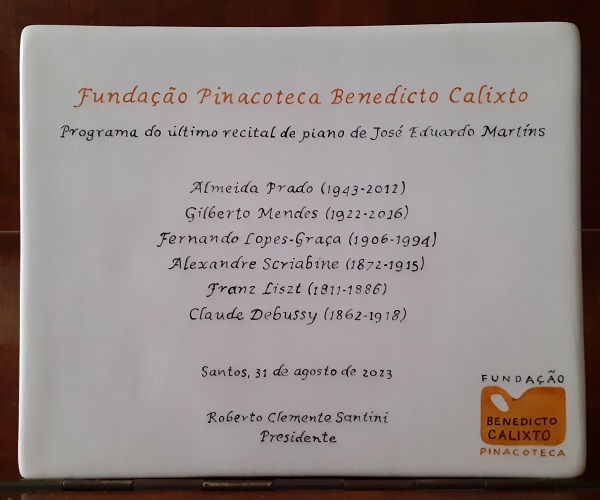 Fundação Pinacoteca Benedicto Calixto
Programa do último recital de piano de José Eduardo Martins
Almeida Prado (1943-2012)
Gilberto Mendes (1922-2016)
Fernando Lopes-Graça (1906-1994)
Alexandre Scriabine (1872-1915)
Franz Liszt (1811-1886)
Claude Debussy (1862-1918)
Santos, 31 de agosto de 2023
Roberto Clemente Santini
Presidente
FUNDAÇÃO
BENEDICTO
CALIXTO
PINACOTECA